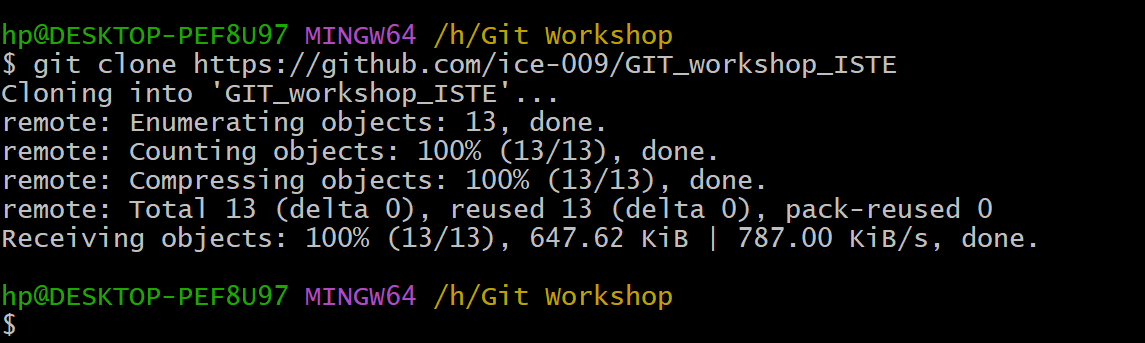 hp@DESKTOP-PEF8U97 MINGW64 /h/Git Workshop
$ git clone https://github.com/ice-009/GIT_workshop_ISTE
Cloning into 'GIT_workshop_ISTE'...
remote: Enumerating objects: 13, done.
remote: Counting objects: 100% (13/13), done.
remote: Compressing objects: 100% (13/13), done.
remote: Total 13 (delta 0), reused 13 (delta 0), pack-reused 0
Receiving objects: 100% (13/13), 647.62 KiB | 787.00 KiB/s, done.
hp@DESKTOP-PEF8U97 MINGW64 /h/Git Workshop
$